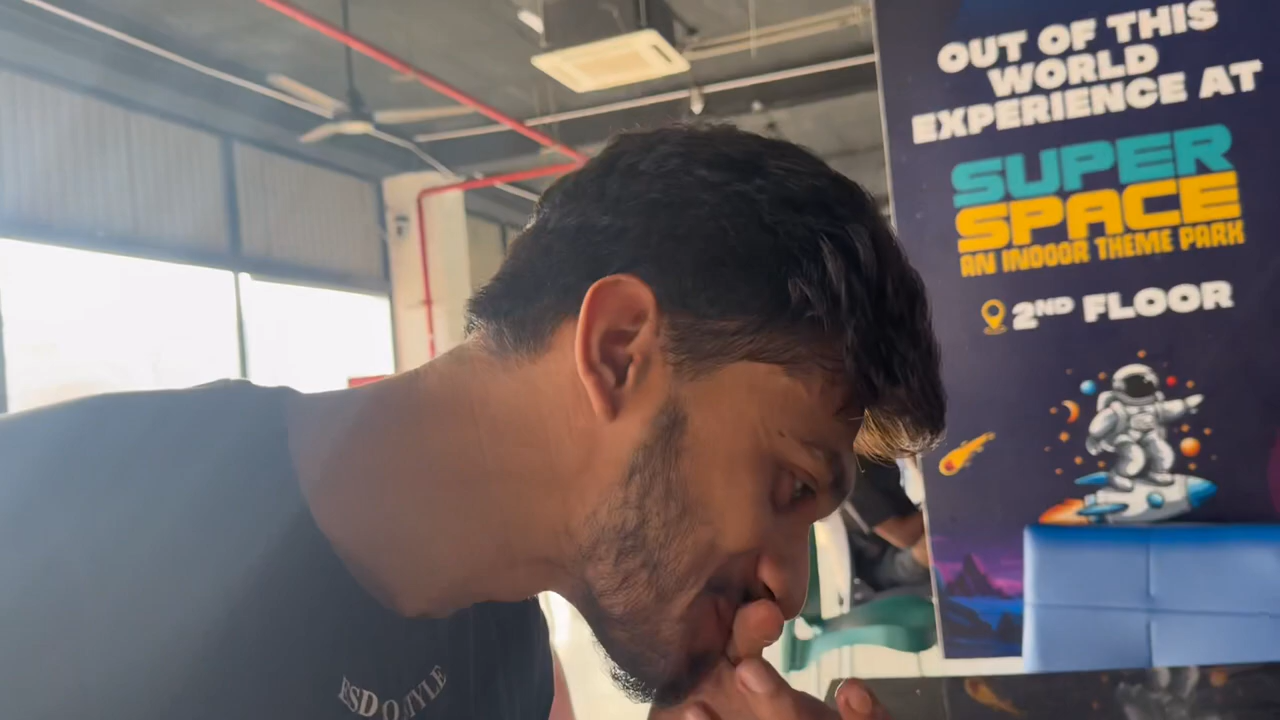 OUT OF THIS
WORLD
EXPERIENCE AT
SUPER
SPACE
AN INDOOR THEME PARK
2ND FLOOR